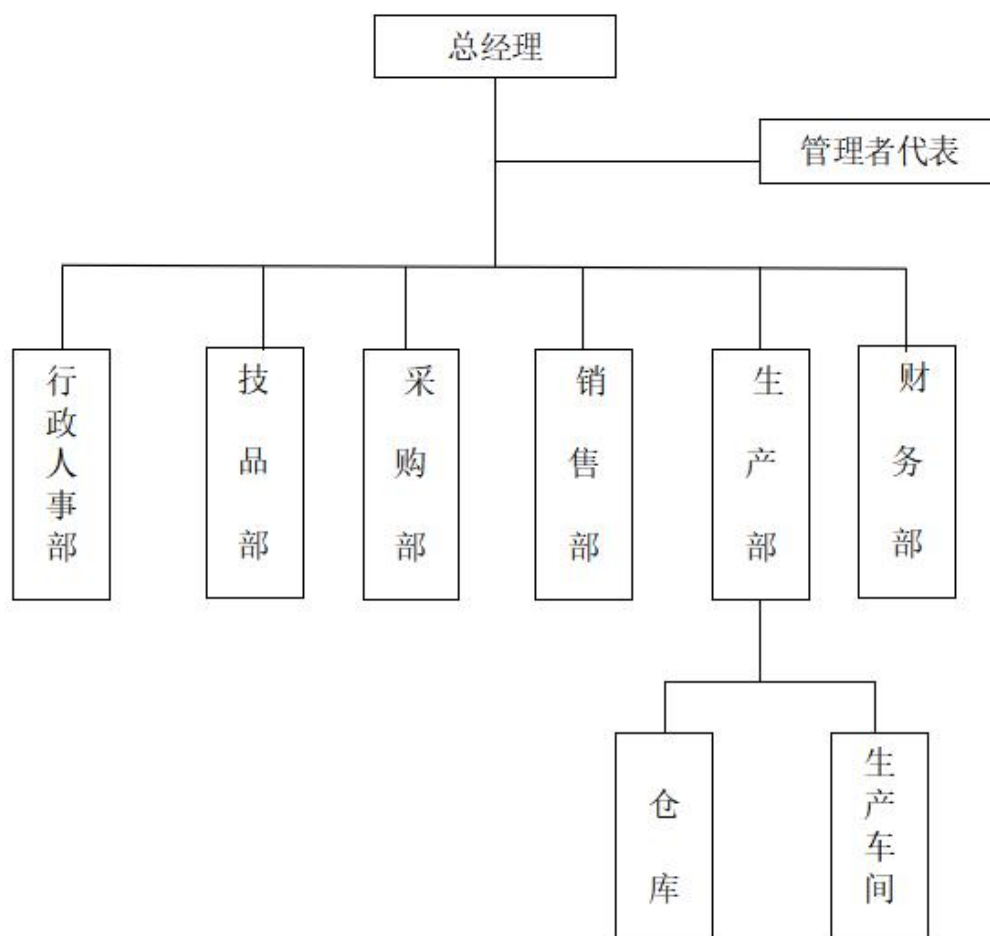 总经理
管理者代表
行政人事部
技品部
采购部
销售部
生产部
财务部
仓库
生产车间